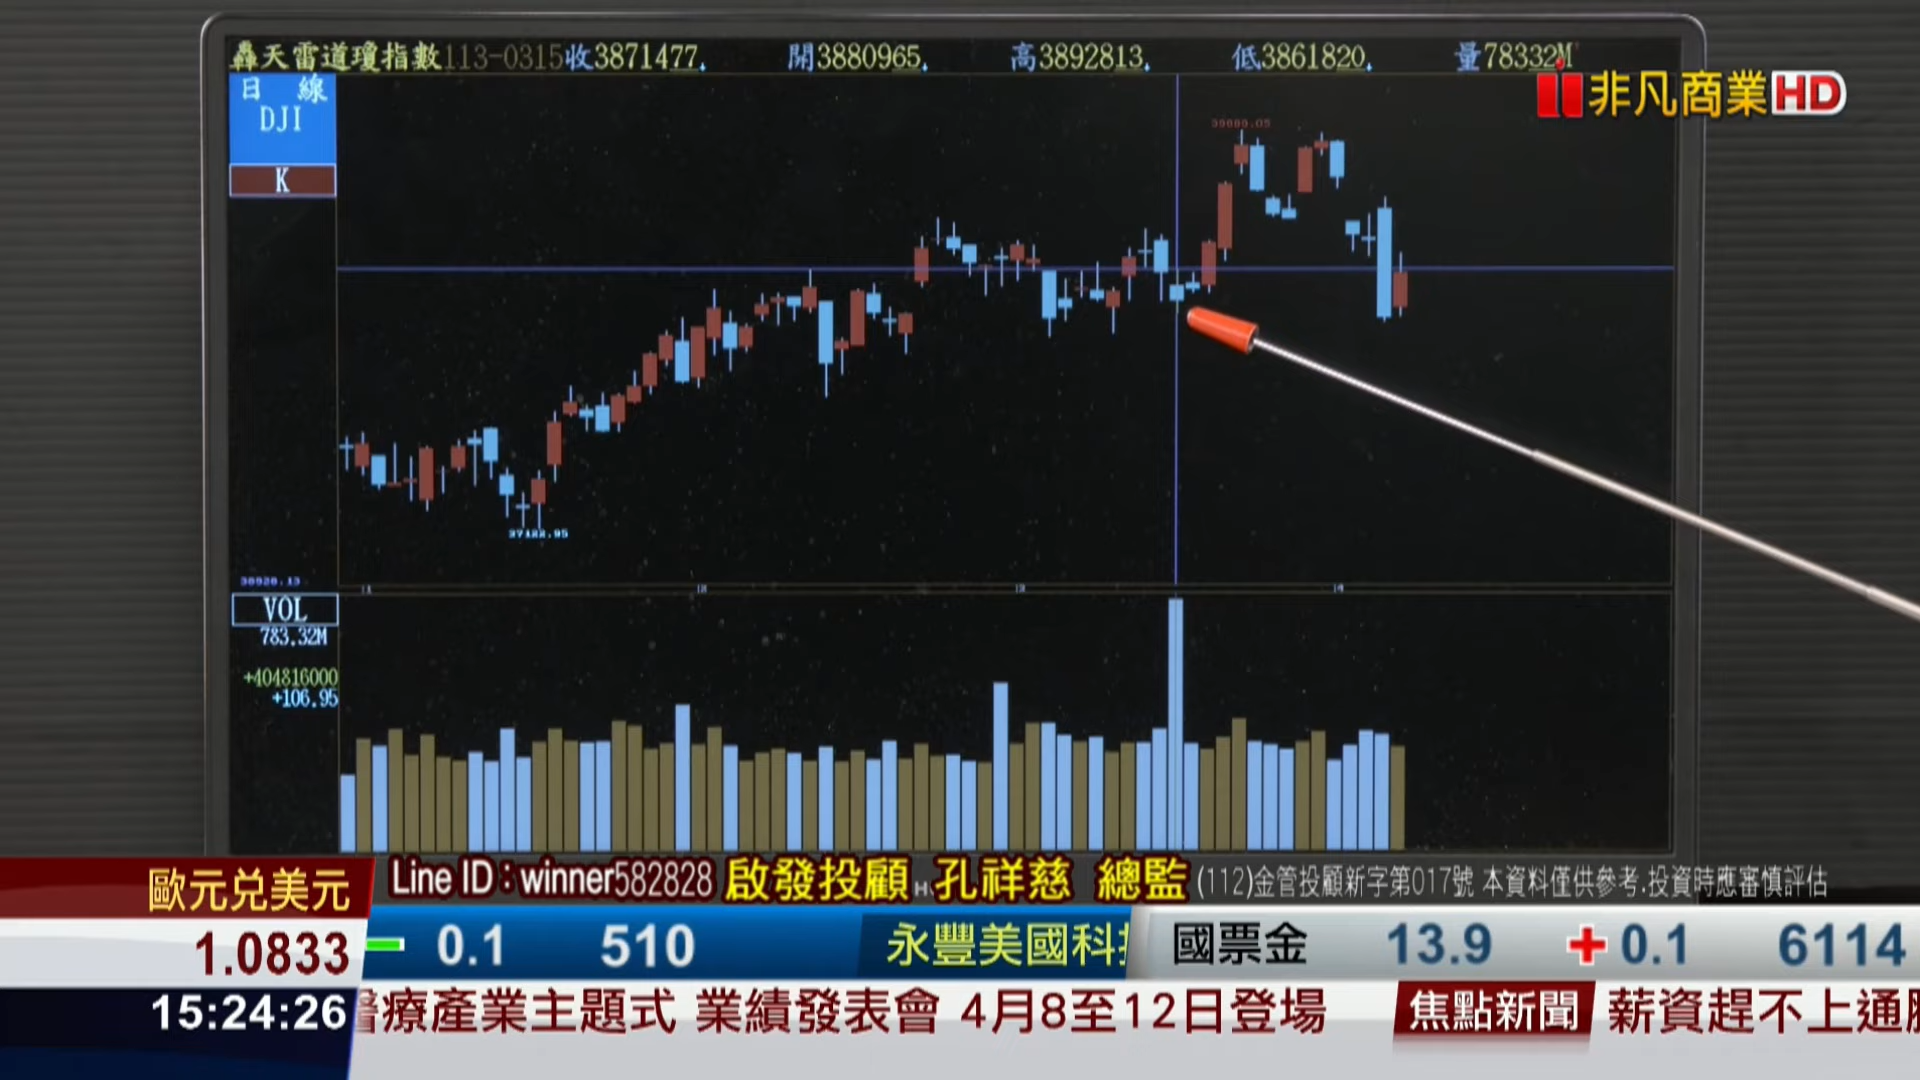 轟天雷道瓊指數113-0315收3871477. 開3880965. 高3892813. 低3861820. 量78332M
非凡商業HD
日 線
DJI
K
39889.05
37122.95
38928.13
VOL
783.32M
+404816000
+106.95
歐元兌美元
1.0833
15:24:26
Line ID:winner582828 啟發投顧 孔祥慈 總監 (112)金管投顧新字第017號 本資料僅供參考.投資時應審慎評估
0.1 510 永豐美國科 國票金 13.9 +0.1 6114
醫療產業主題式 業績發表會 4月8至12日登場 焦點新聞 薪資趕不上通